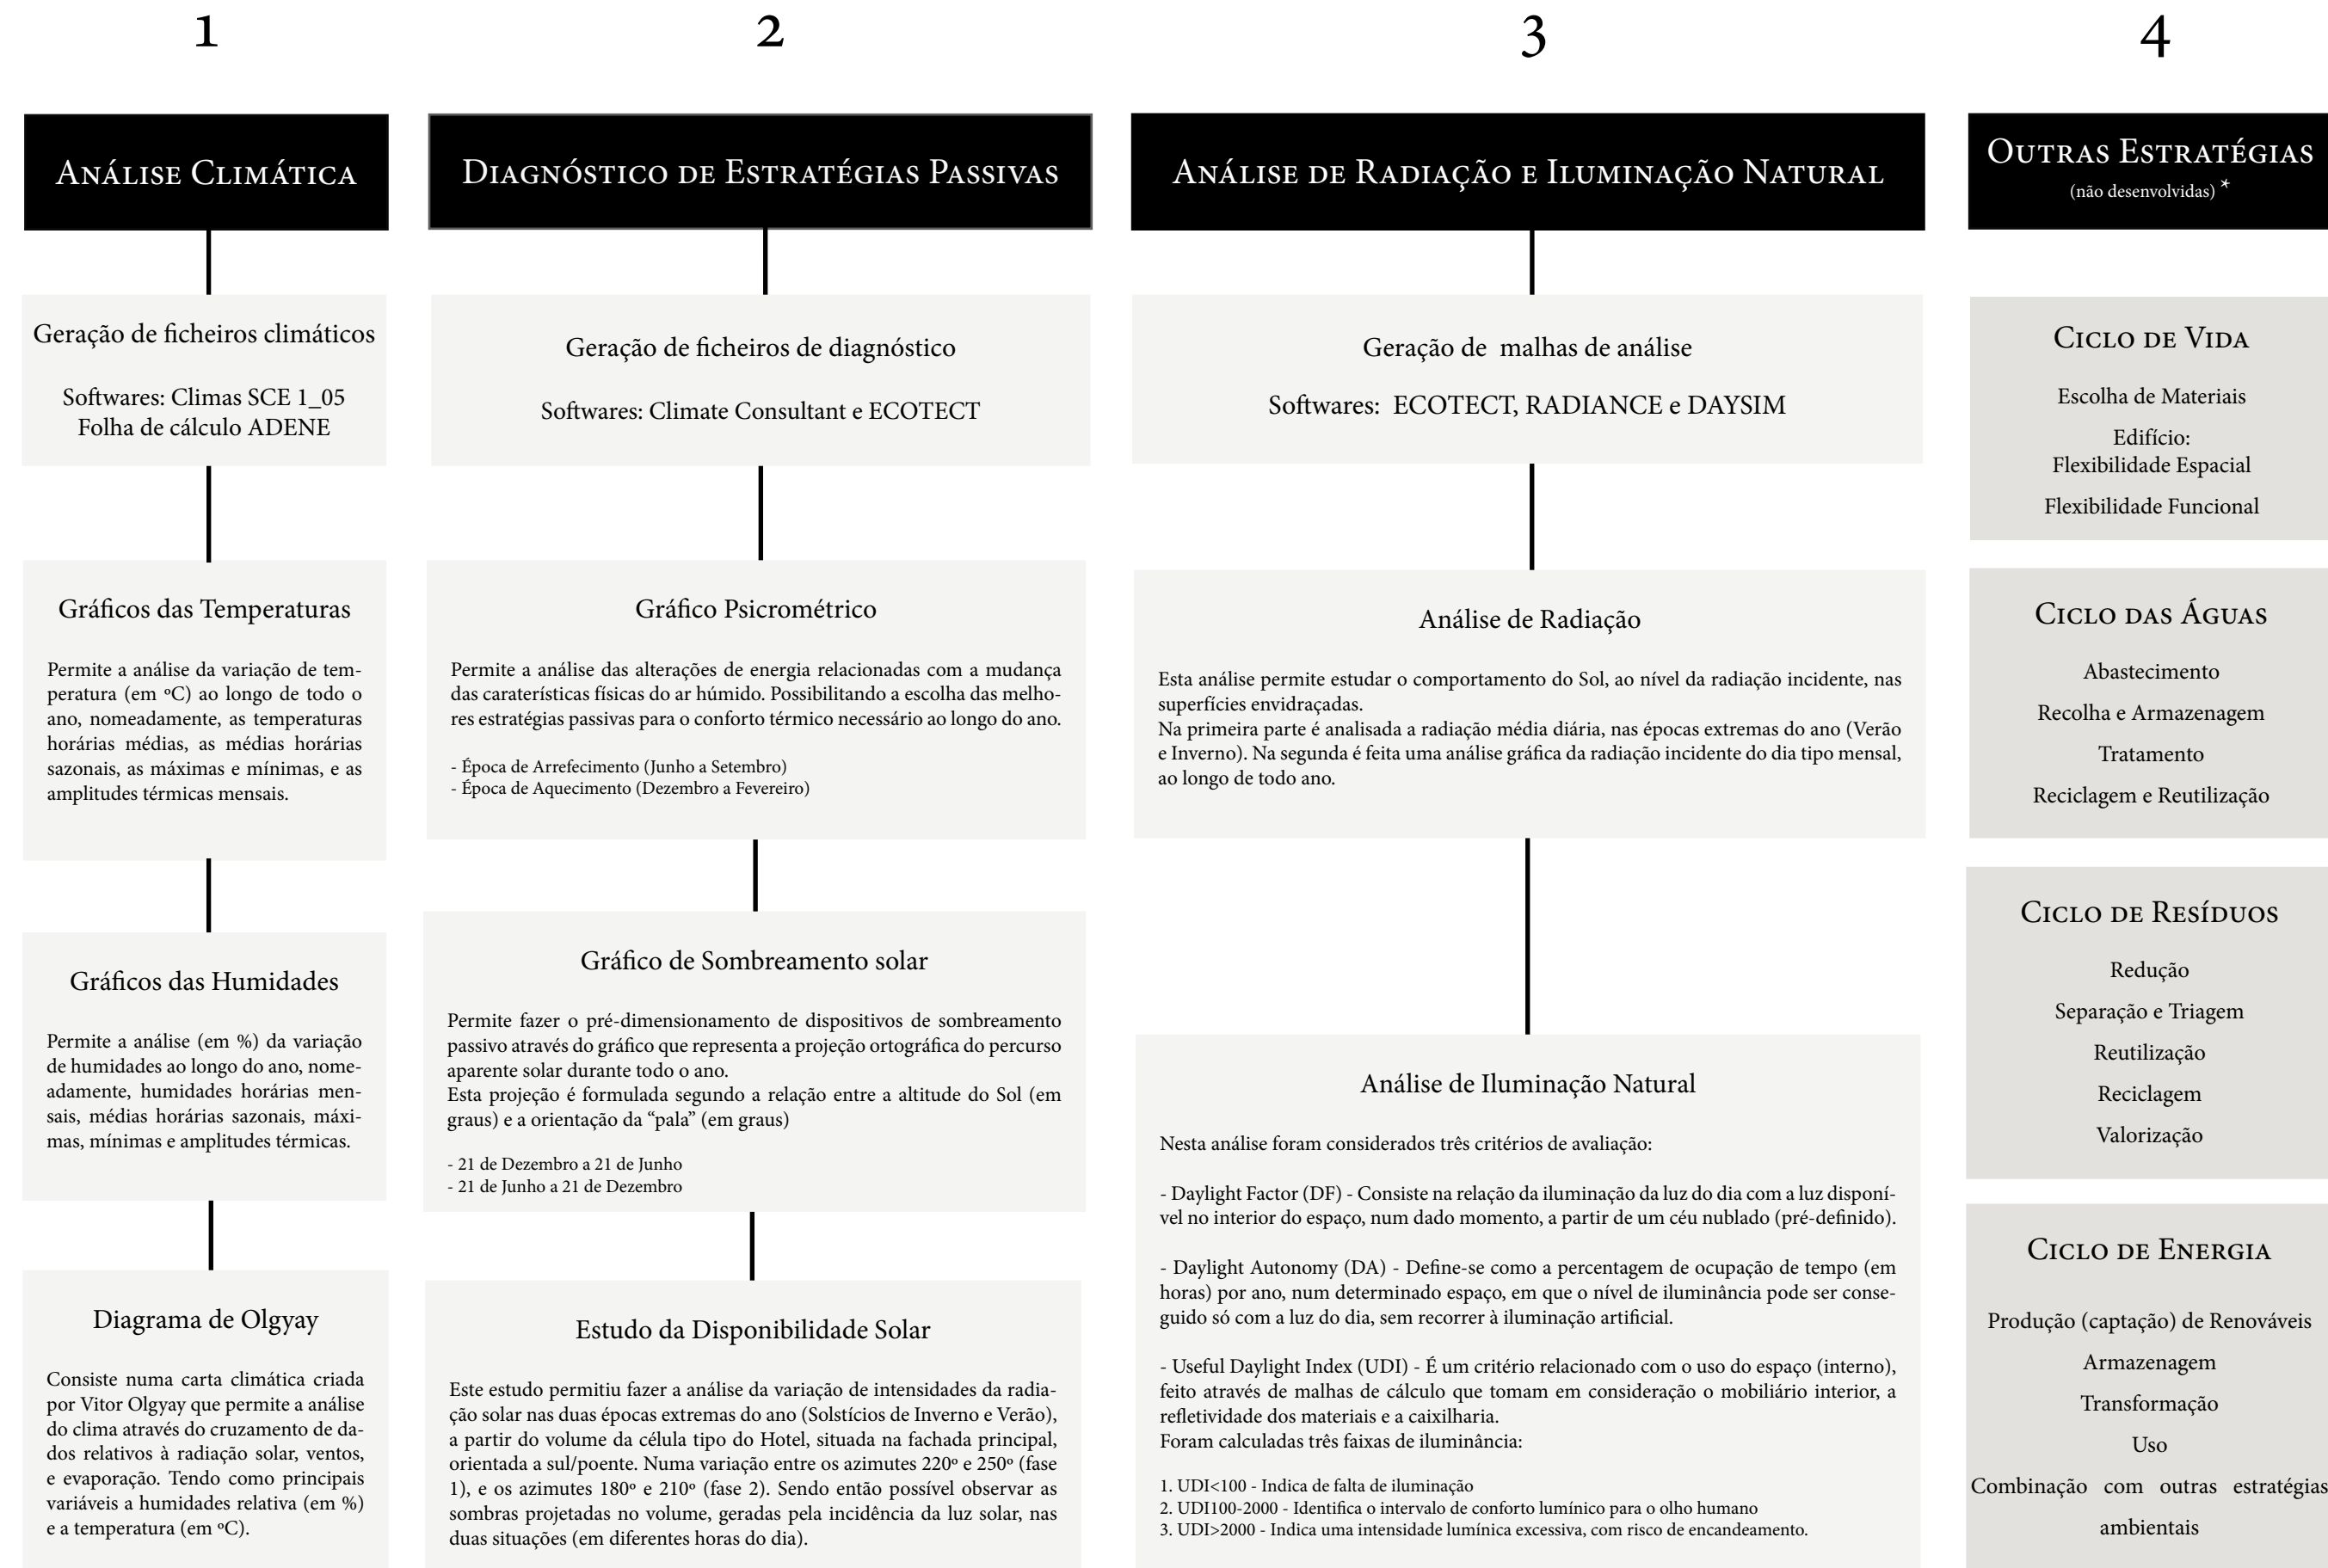 1
Análise Climática
Geração de ficheiros climáticos
Softwares: Climas SCE 1_05
Folha de cálculo ADENE
Gráficos das Temperaturas
Permite a análise da variação de tem-
peratura (em ºC) ao longo de todo o
ano, nomeadamente, as temperaturas
horárias médias, as médias horárias
sazonais, as máximas e mínimas, e as
amplitudes térmicas mensais.
Gráficos das Humidades
Permite a análise (em %) da variação
de humidades ao longo do ano, nome-
adamente, humidades horárias men-
sais, médias horárias sazonais, máxi-
mas, mínimas e amplitudes térmicas.
Diagrama de Olgyay
Consiste numa carta climática criada
por Vitor Olgyay que permite a análise
do clima através do cruzamento de da-
dos relativos à radiação solar, ventos,
e evaporação. Tendo como principais
variáveis a humidades relativa (em %)
e a temperatura (em ºC).
2
Diagnóstico de Estratégias Passivas
Geração de ficheiros de diagnóstico
Softwares: Climate Consultant e ECOTECT
Gráfico Psicrométrico
Permite a análise das alterações de energia relacionadas com a mudança
das caraterísticas físicas do ar húmido. Possibilitando a escolha das melho-
res estratégias passivas para o conforto térmico necessário ao longo do ano.
- Época de Arrefecimento (Junho a Setembro)
- Época de Aquecimento (Dezembro a Fevereiro)
Gráfico de Sombreamento solar
Permite fazer o pré-dimensionamento de dispositivos de sombreamento
passivo através do gráfico que representa a projeção ortográfica do percurso
aparente solar durante todo o ano.
Esta projeção é formulada segundo a relação entre a altitude do Sol (em
graus) e a orientação da “pala” (em graus)
- 21 de Dezembro a 21 de Junho
- 21 de Junho a 21 de Dezembro
Estudo da Disponibilidade Solar
Este estudo permitiu fazer a análise da variação de intensidades da radia-
ção solar nas duas épocas extremas do ano (Solstícios de Inverno e Verão),
a partir do volume da célula tipo do Hotel, situada na fachada principal,
orientada a sul/poente. Numa variação entre os azimutes 220º e 250º (fase
1), e os azimutes 180º e 210º (fase 2). Sendo então possível observar as
sombras projetadas no volume, geradas pela incidência da luz solar, nas
duas situações (em diferentes horas do dia).
3
Análise de Radiação e Iluminação Natural
Geração de malhas de análise
Softwares: ECOTECT, RADIANCE e DAYSIM
Análise de Radiação
Esta análise permite estudar o comportamento do Sol, ao nível da radiação incidente, nas
superfícies envidraçadas.
Na primeira parte é analisada a radiação média diária, nas épocas extremas do ano (Verão
e Inverno). Na segunda é feita uma análise gráfica da radiação incidente do dia tipo mensal,
ao longo de todo ano.
Análise de Iluminação Natural
Nesta análise foram considerados três critérios de avaliação:
- Daylight Factor (DF) - Consiste na relação da iluminação da luz do dia com a luz disponí-
vel no interior do espaço, num dado momento, a partir de um céu nublado (pré-definido).
- Daylight Autonomy (DA) - Define-se como a percentagem de ocupação de tempo (em
horas) por ano, num determinado espaço, em que o nível de iluminância pode ser conse-
guido só com a luz do dia, sem recorrer à iluminação artificial.
- Useful Daylight Index (UDI) - É um critério relacionado com o uso do espaço (interno),
feito através de malhas de cálculo que tomam em consideração o mobiliário interior, a
refletividade dos materiais e a caixilharia.
Foram calculadas três faixas de iluminância:
1. UDI<100 - Indica de falta de iluminação
2. UDI100-2000 - Identifica o intervalo de conforto lumínico para o olho humano
3. UDI>2000 - Indica uma intensidade lumínica excessiva, com risco de encandeamento.
4
Outras Estratégias
(não desenvolvidas) *
Ciclo de Vida
Escolha de Materiais
Edifício:
Flexibilidade Espacial
Flexibilidade Funcional
Ciclo das Águas
Abastecimento
Recolha e Armazenagem
Tratamento
Reciclagem e Reutilização
Ciclo de Resíduos
Redução
Separação e Triagem
Reutilização
Reciclagem
Valorização
Ciclo de Energia
Produção (captação) de Renováveis
Armazenagem
Transformação
Uso
Combinação com outras estratégias
ambientais